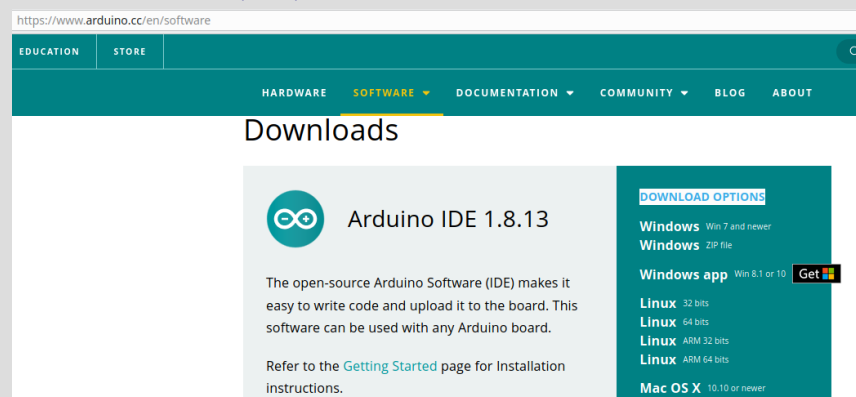 https://www.arduino.cc/en/software
EDUCATION STORE
HARDWARE SOFTWARE DOCUMENTATION COMMUNITY BLOG ABOUT
Downloads
Arduino IDE 1.8.13
The open-source Arduino Software (IDE) makes it
easy to write code and upload it to the board. This
software can be used with any Arduino board.
Refer to the Getting Started page for Installation
instructions.
DOWNLOAD OPTIONS
Windows Win 7 and newer
Windows ZIP file
Windows app Win 8.1 or 10 Get
Linux 32 bits
Linux 64 bits
Linux ARM 32 bits
Linux ARM 64 bits
Mac OS X 10.10 or newer